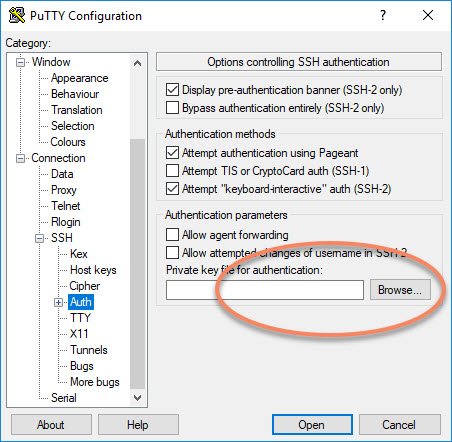 PuTTY Configuration
?
Category:
Window
Appearance
Behaviour
Translation
Selection
Colours
Connection
Data
Proxy
Telnet
Rlogin
SSH
Kex
Host keys
Cipher
Auth
TTY
X11
Tunnels
Bugs
More bugs
Serial
Options controlling SSH authentication
Display pre-authentication banner (SSH-2 only)
Bypass authentication entirely (SSH-2 only)
Authentication methods
Attempt authentication using Pageant
Attempt TIS or CryptoCard auth (SSH-1)
Attempt "keyboard-interactive" auth (SSH-2)
Authentication parameters
Allow agent forwarding
Allow attempted changes of username in SSH-2
Private key file for authentication:
Browse...
About
Help
Open
Cancel